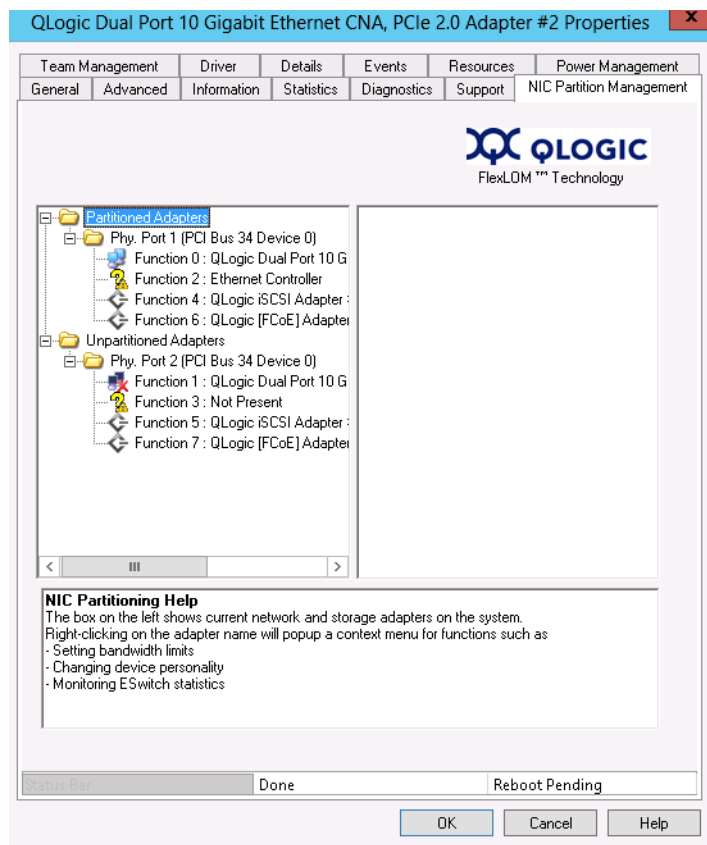 QLogic Dual Port 10 Gigabit Ethernet CNA, PCIe 2.0 Adapter #2 Properties
x
Team Management Driver Details Events Resources Power Management
General Advanced Information Statistics Diagnostics Support NIC Partition Management
QLOGIC
FlexLOM ™ Technology
Partitioned Adapters
Phy. Port 1 (PCI Bus 34 Device 0)
Function 0 : QLogic Dual Port 10 G
Function 2 : Ethernet Controller
Function 4 : QLogic iSCSI Adapter
Function 6 : QLogic [FCoE] Adapter
Unpartitioned Adapters
Phy. Port 2 (PCI Bus 34 Device 0)
Function 1 : QLogic Dual Port 10 G
Function 3 : Not Present
Function 5 : QLogic iSCSI Adapter
Function 7 : QLogic [FCoE] Adapter
NIC Partitioning Help
The box on the left shows current network and storage adapters on the system.
Right-clicking on the adapter name will popup a context menu for functions such as
- Setting bandwidth limits
- Changing device personality
- Monitoring ESwitch statistics
Status Bar Done Reboot Pending
OK Cancel Help